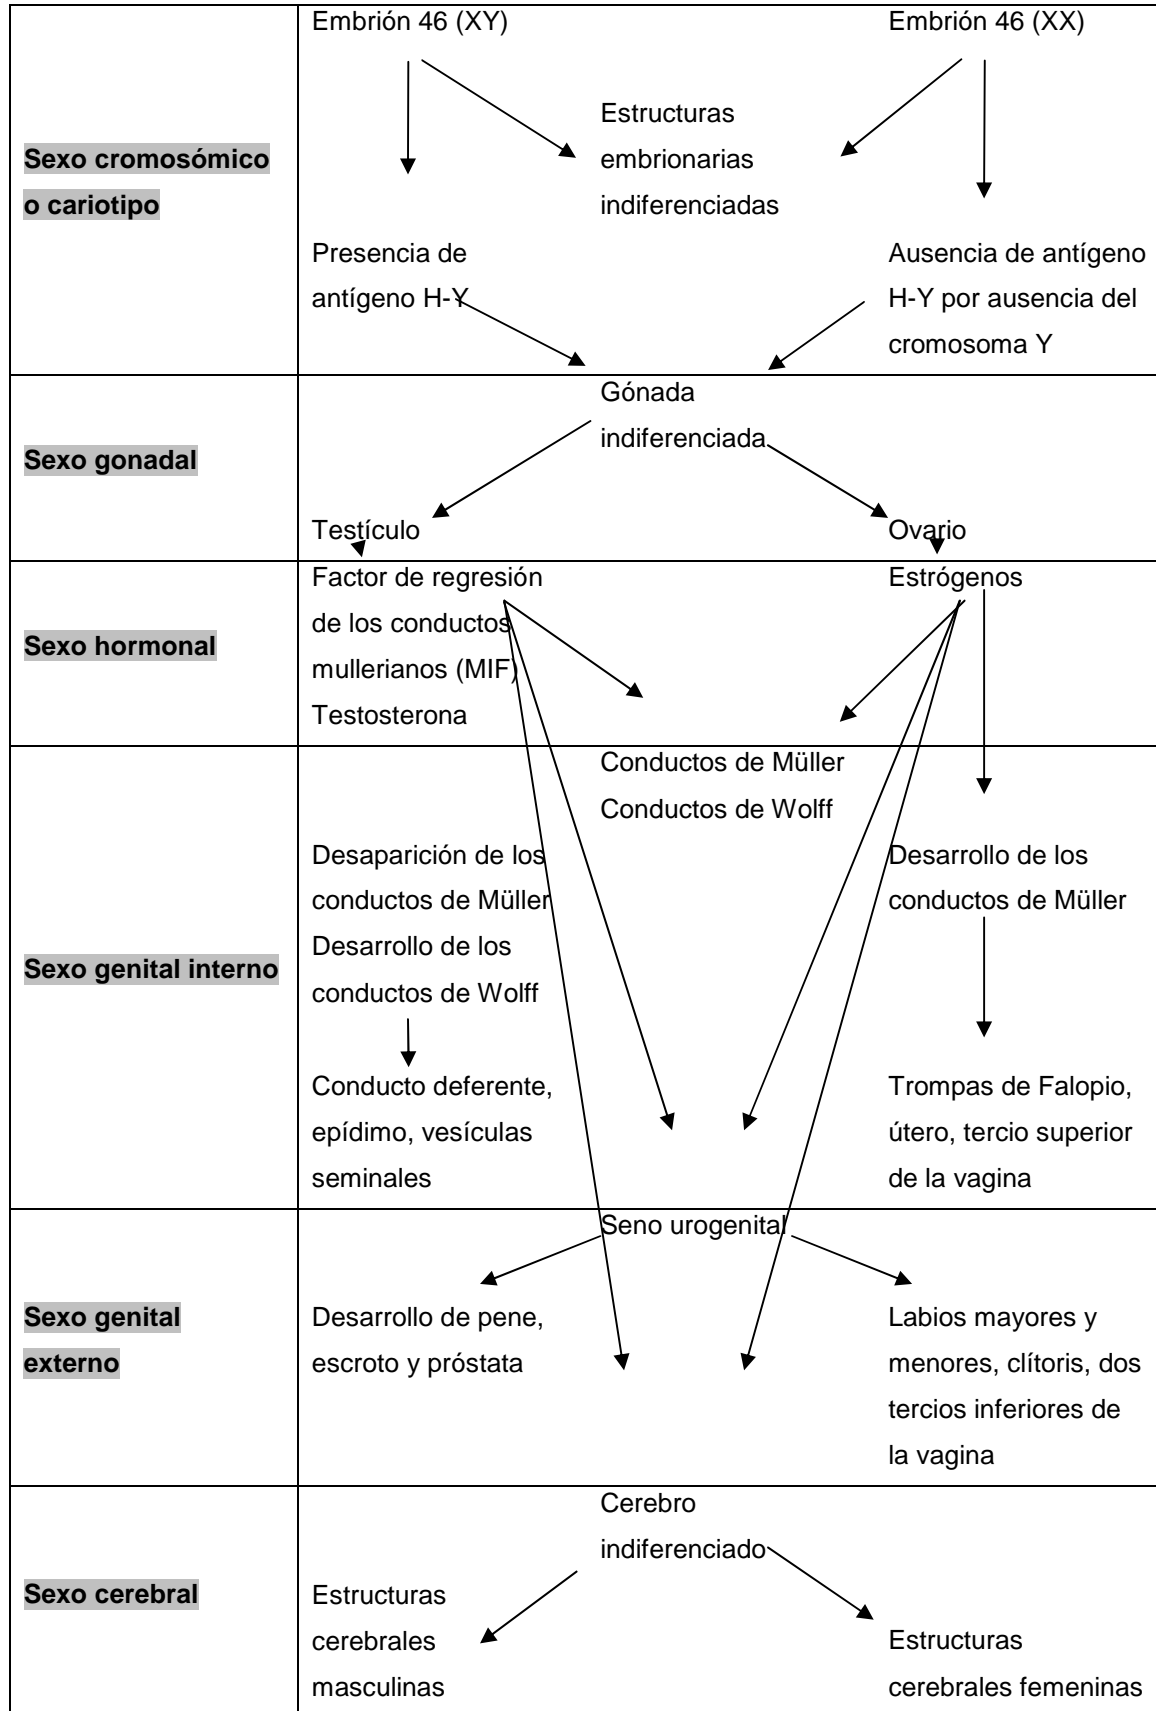 Embrión 46 (XY)
Embrión 46 (XX)
Sexo cromosómico
o cariotipo
Estructuras
embrionarias
indiferenciadas
Presencia de
antígeno H-Y
Ausencia de antígeno
H-Y por ausencia del
cromosoma Y
Sexo gonadal
Gónada
indiferenciada
Testículo
Ovario
Sexo hormonal
Factor de regresión
de los conductos
mullerianos (MIF)
Testosterona
Estrógenos
Sexo genital interno
Conductos de Müller
Conductos de Wolff
Desaparición de los
conductos de Müller
Desarrollo de los
conductos de Wolff
Desarrollo de los
conductos de Müller
Conducto deferente,
epídimo, vesículas
seminales
Trompas de Falopio,
útero, tercio superior
de la vagina
Sexo genital
externo
Seno urogenital
Desarrollo de pene,
escroto y próstata
Labios mayores y
menores, clítoris, dos
tercios inferiores de
la vagina
Sexo cerebral
Cerebro
indiferenciado
Estructuras
cerebrales
masculinas
Estructuras
cerebrales femeninas